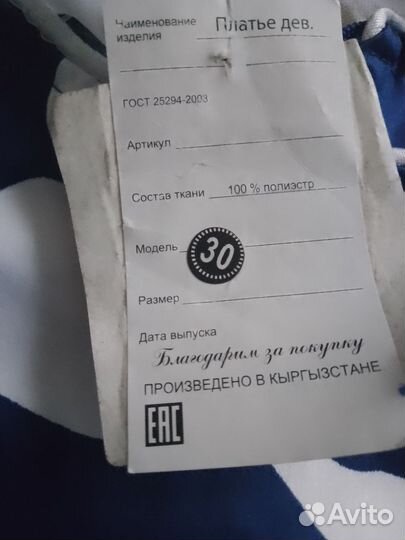 Наименование Платье дев.
изделия
ГОСТ 25294-2003
Артикул
Состав ткани 100 % полиэстр
Модель 30
Размер
Дата выпуска
Благодарим за покупку
ПРОИЗВЕДЕНО В КЫРГЫЗСТАНЕ
EAC
Avito